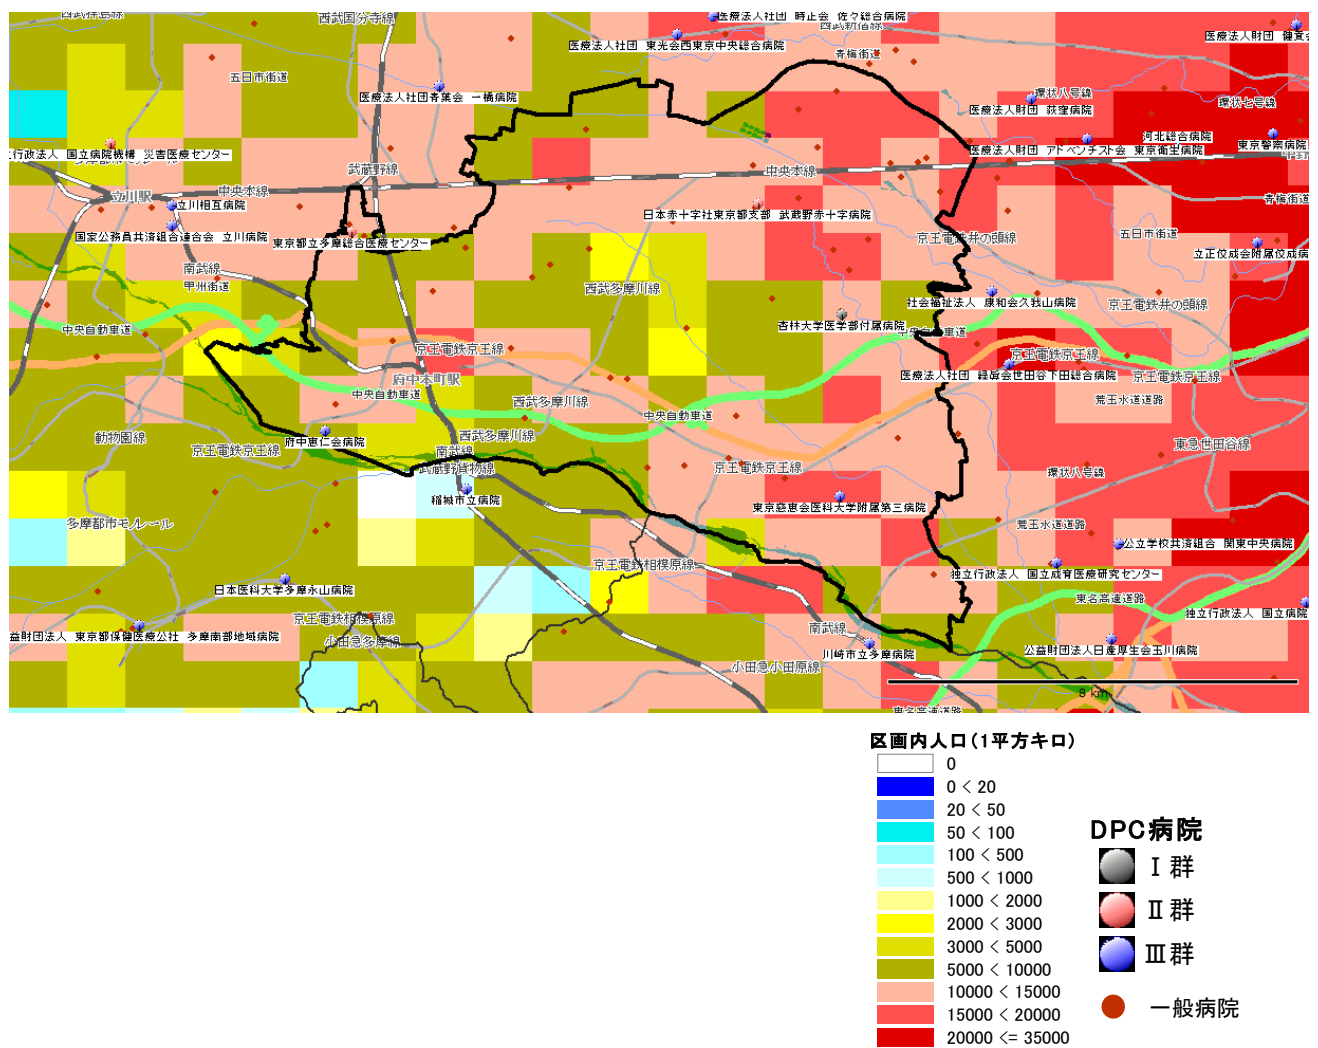 西武拝島線
西武国分寺線
医療法人社団 時正会 佐々総合病院
西武新宿線
医療法人財団 健貢会
医療法人社団 東光会西東京中央総合病院
青梅街道
五日市街道
医療法人社団青葉会 一橋病院
環状八号線
環状七号線
医療法人財団 荻窪病院
河北総合病院
東京警察病院
立行政法人 国立病院機構 災害医療センター
医療法人財団 アドベンチスト会 東京衛生病院
武蔵野線
中央本線
立川駅
中央本線
青梅街道
立川相互病院
日本赤十字社東京都支部 武蔵野赤十字病院
国家公務員共済組合連合会 立川病院
東京都立多摩総合医療センター
京王電鉄井の頭線
五日市街道
立正佼成会附属佼成病
南武線
甲州街道
西武多摩川線
社会福祉法人 康和会久我山病院
京王電鉄井の頭線
中央自動車道
杏林大学医学部付属病院
中央自動車道
京王電鉄京王線
京王電鉄京王線
府中本町駅
医療法人社団 緑眞会世田谷下田総合病院
京王電鉄京王線
中央自動車道
西武多摩川線
荒玉水道道路
中央自動車道
動物園線
府中恵仁会病院
西武多摩川線
京王電鉄京王線
南武線
東急世田谷線
武蔵野貨物線
京王電鉄京王線
環状八号線
稲城市立病院
東京慈恵会医科大学附属第三病院
多摩都市モノレール
荒玉水道道路
公立学校共済組合 関東中央病院
京王電鉄相模原線
独立行政法人 国立成育医療研究センター
日本医科大学多摩永山病院
東名高速道路
独立行政法人 国立病院
京王電鉄相模原線
益財団法人 東京都保健医療公社 多摩南部地域病院
小田急多摩線
南武線
川崎市立多摩病院
公益財団法人日産厚生会玉川病院
小田急小田原線
8 km
東名高速道路
区画内人口(1平方キロ)
0
0 < 20
20 < 50
50 < 100
100 < 500
500 < 1000
1000 < 2000
2000 < 3000
3000 < 5000
5000 < 10000
10000 < 15000
15000 < 20000
20000 <= 35000
DPC病院
Ⅰ群
Ⅱ群
Ⅲ群
一般病院